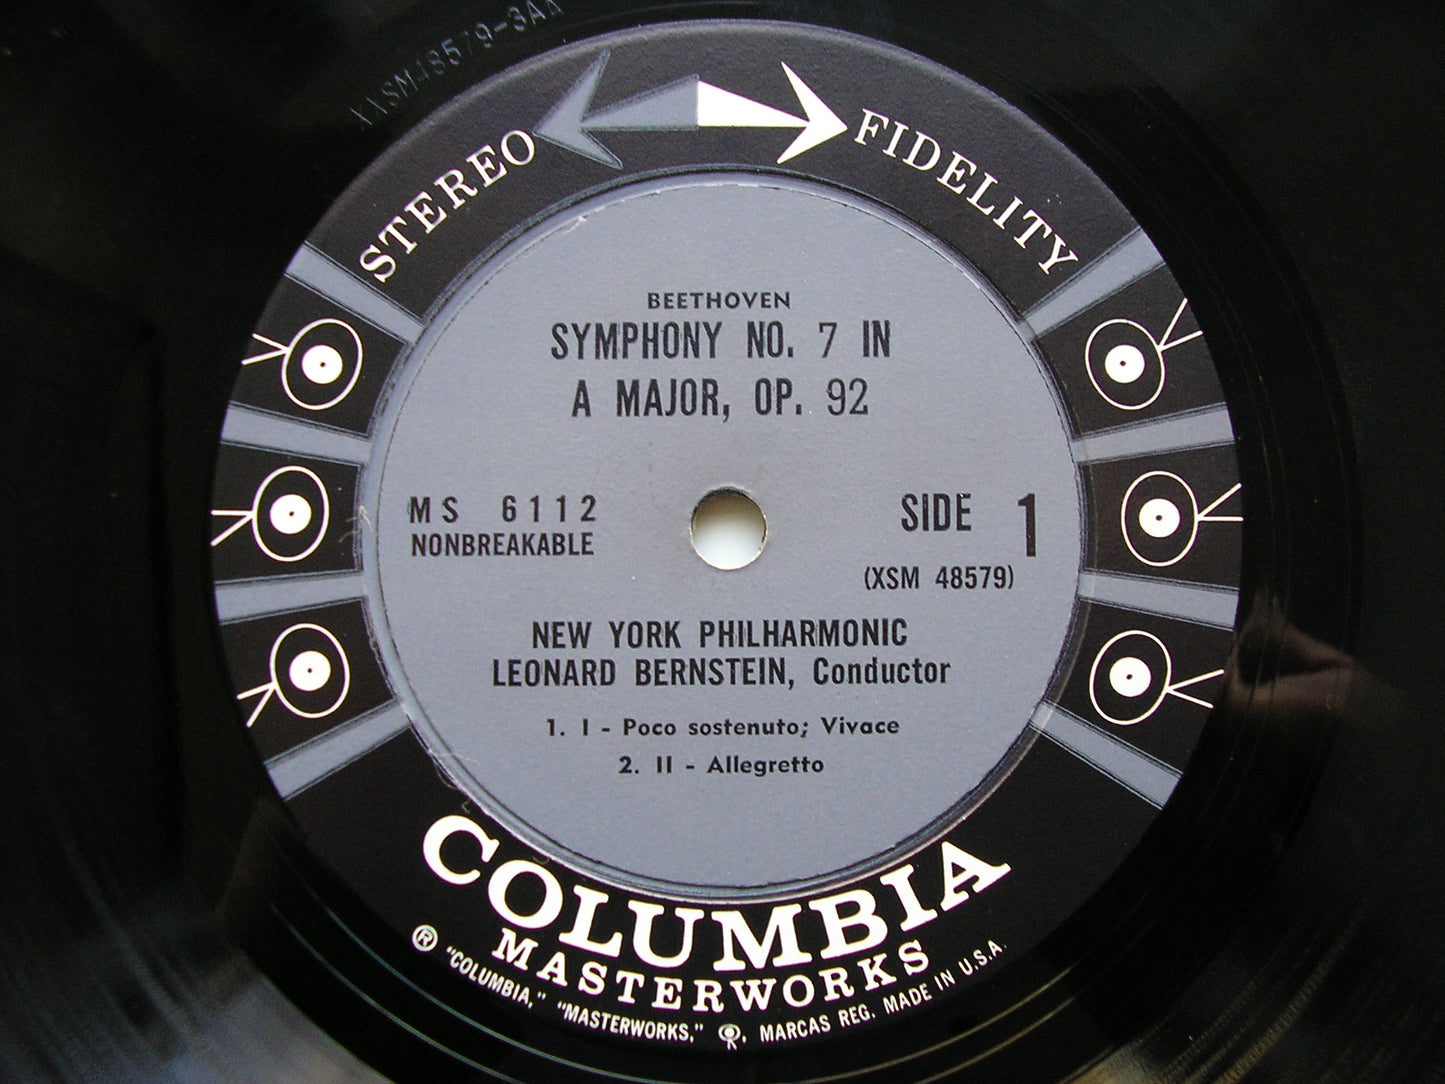 XXSM48579-3A
STEREO FIDELITY
BEETHOVEN
SYMPHONY NO. 7 IN
A MAJOR, OP. 92
MS 6112
NONBREAKABLE
SIDE 1
(XSM 48579)
NEW YORK PHILHARMONIC
LEONARD BERNSTEIN, Conductor
1. I - Poco sostenuto; Vivace
2. II - Allegretto
COLUMBIA
MASTERWORKS
® "COLUMBIA," "MASTERWORKS," MARCAS REG. MADE IN U.S.A.